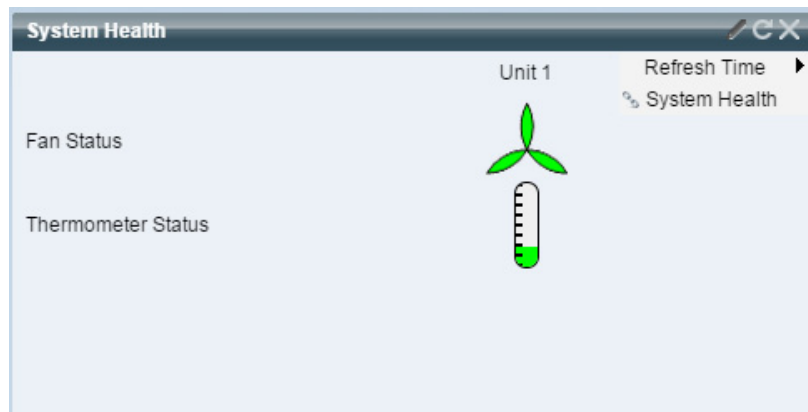 System Health
Unit 1
Refresh Time
System Health
Fan Status
Thermometer Status